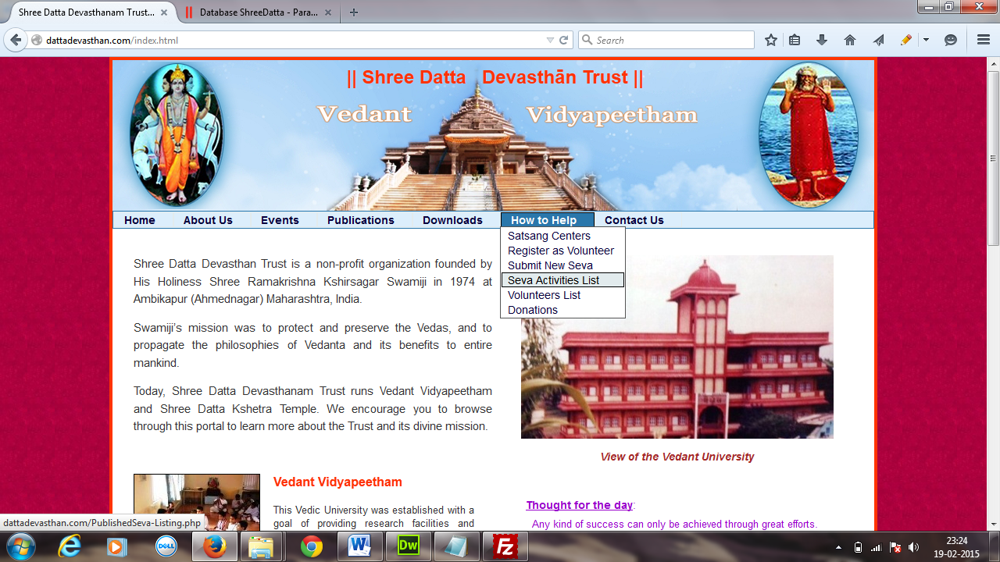 Shree Datta Devasthanam Trust...
Database ShreeDatta - Para...
dattadevasthan.com/index.html
Search
|| Shree Datta Devasthān Trust ||
Vedant Vidyapeetham
Home About Us Events Publications Downloads How to Help Contact Us
Satsang Centers
Register as Volunteer
Submit New Seva
Seva Activities List
Volunteers List
Donations
Shree Datta Devasthan Trust is a non-profit organization founded by
His Holiness Shree Ramakrishna Kshirsagar Swamiji in 1974 at
Ambikapur (Ahmednagar) Maharashtra, India.
Swamiji's mission was to protect and preserve the Vedas, and to
propagate the philosophies of Vedanta and its benefits to entire
mankind.
Today, Shree Datta Devasthanam Trust runs Vedant Vidyapeetham
and Shree Datta Kshetra Temple. We encourage you to browse
through this portal to learn more about the Trust and its divine mission.
View of the Vedant University
Vedant Vidyapeetham
This Vedic University was established with a
goal of providing research facilities and
Thought for the day:
Any kind of success can only be achieved through great efforts.
dattadevasthan.com/PublishedSeva-Listing.php
DELL
W
Dw
Fz
23:24
19-02-2015